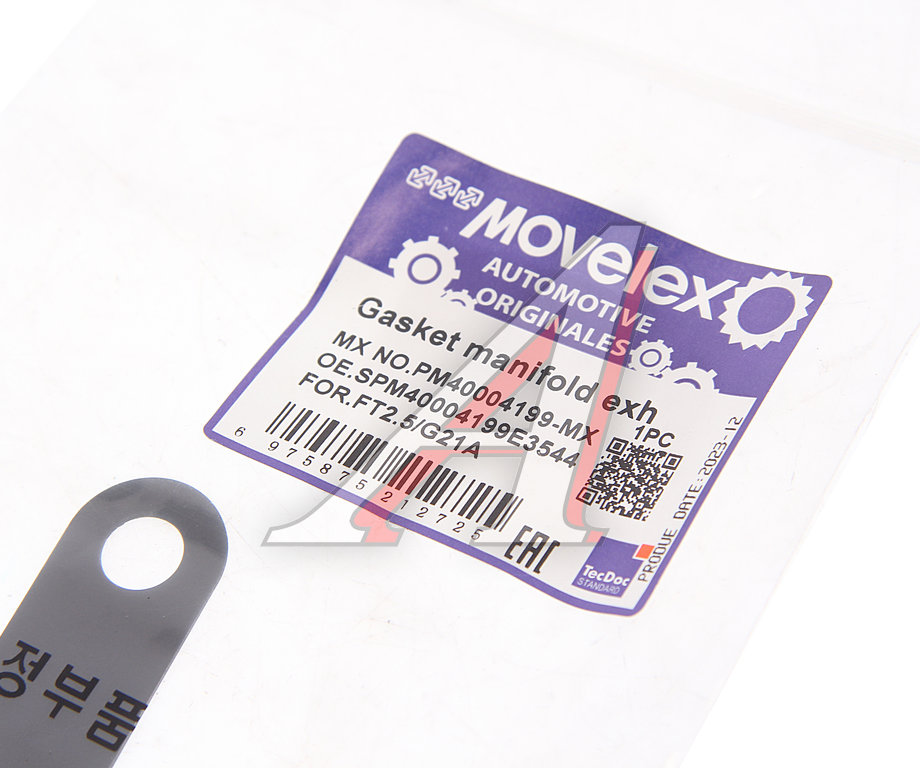 MOVelex
AUTOMOTIVE
ORIGINALES
Gasket manifold exh
MX NO.PM40004199-MX
OE.SPM40004199E3544
FOR.FT2.5/G21A
1PC
6 975875 212725
EAC
TecDoc
STANDARD
PRODUE DATE:2023-12
정부품